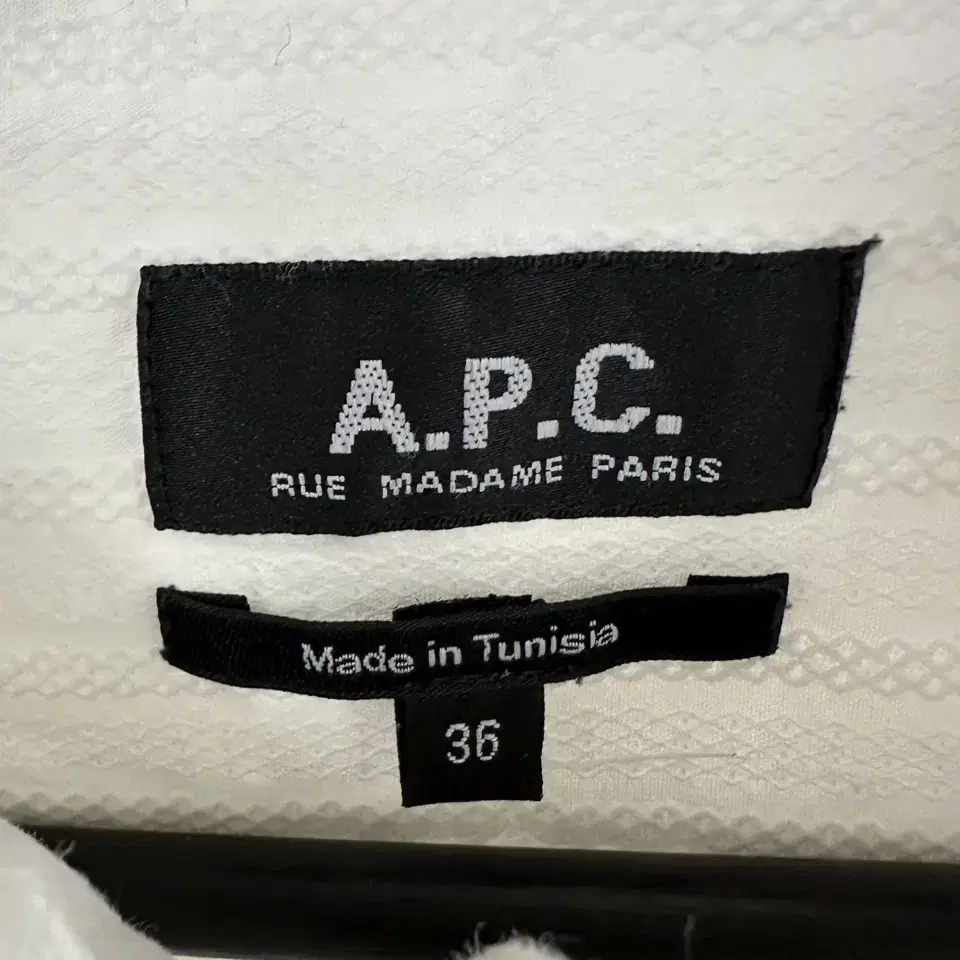 A.P.C.
RUE MADAME PARIS
Made in Tunisia
36